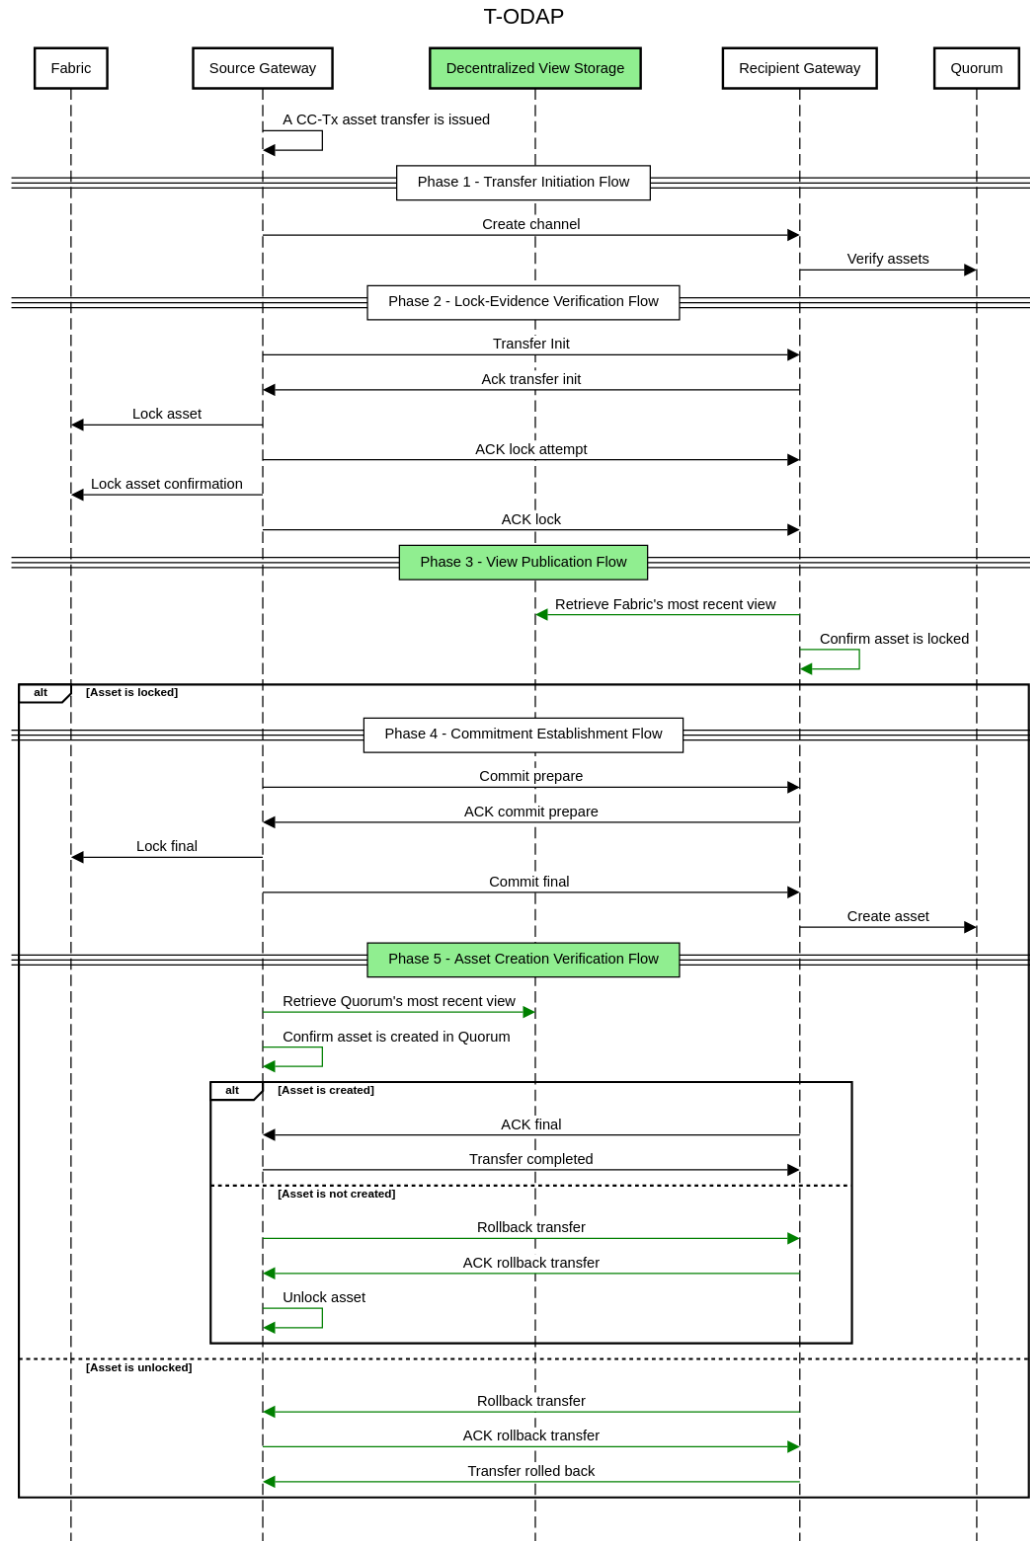 T-ODAP
Fabric
Source Gateway
Decentralized View Storage
Recipient Gateway
Quorum
A CC-Tx asset transfer is issued
Phase 1 - Transfer Initiation Flow
Create channel
Verify assets
Phase 2 - Lock-Evidence Verification Flow
Transfer Init
Ack transfer init
Lock asset
ACK lock attempt
Lock asset confirmation
ACK lock
Phase 3 - View Publication Flow
Retrieve Fabric's most recent view
Confirm asset is locked
alt
[Asset is locked]
Phase 4 - Commitment Establishment Flow
Commit prepare
ACK commit prepare
Lock final
Commit final
Create asset
Phase 5 - Asset Creation Verification Flow
Retrieve Quorum's most recent view
Confirm asset is created in Quorum
alt
[Asset is created]
ACK final
Transfer completed
[Asset is not created]
Rollback transfer
ACK rollback transfer
Unlock asset
[Asset is unlocked]
Rollback transfer
ACK rollback transfer
Transfer rolled back